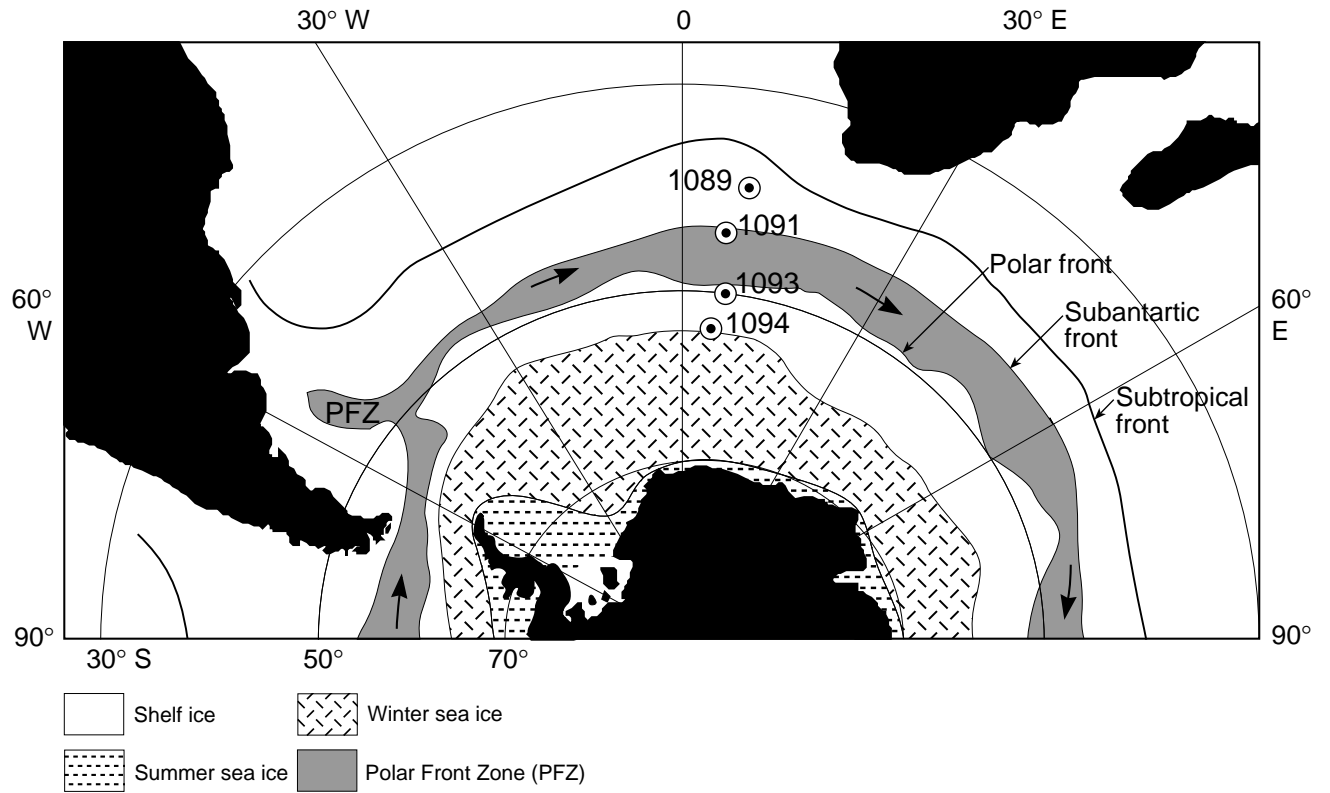 30° W
0
30° E
1089
1091
Polar front
1093
60°
W
60°
E
Subantarctic
front
1094
Subtropical
front
PFZ
90°
90°
30° S
50°
70°
Shelf ice
Winter sea ice
Summer sea ice
Polar Front Zone (PFZ)